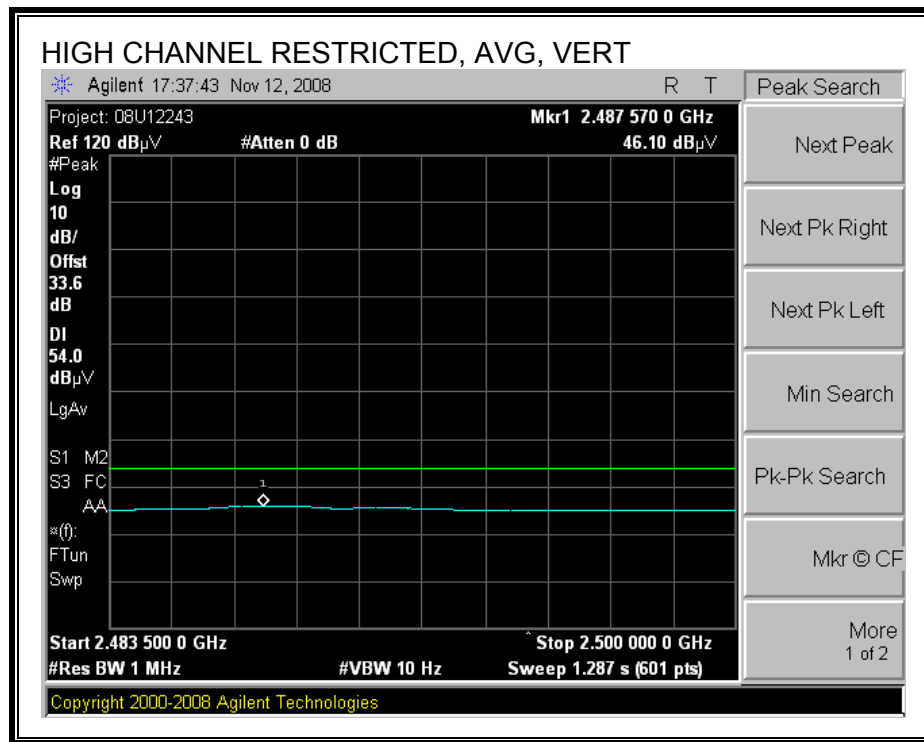 HIGH CHANNEL RESTRICTED, AVG, VERT
Agilent 17:37:43 Nov 12, 2008
R T
Peak Search
Project: 08U12243
Mkr1 2.487 570 0 GHz
Ref 120 dBµV
#Atten 0 dB
46.10 dBµV
#Peak
Log
10
dB/
Offst
33.6
dB
DI
54.0
dBµV
LgAv
S1 M2
S3 FC
AA
¤(f):
FTun
Swp
1
Start 2.483 500 0 GHz
^
Stop 2.500 000 0 GHz
#Res BW 1 MHz
#VBW 10 Hz
Sweep 1.287 s (601 pts)
Next Peak
Next Pk Right
Next Pk Left
Min Search
Pk-Pk Search
Mkr © CF
More
1 of 2
Copyright 2000-2008 Agilent Technologies